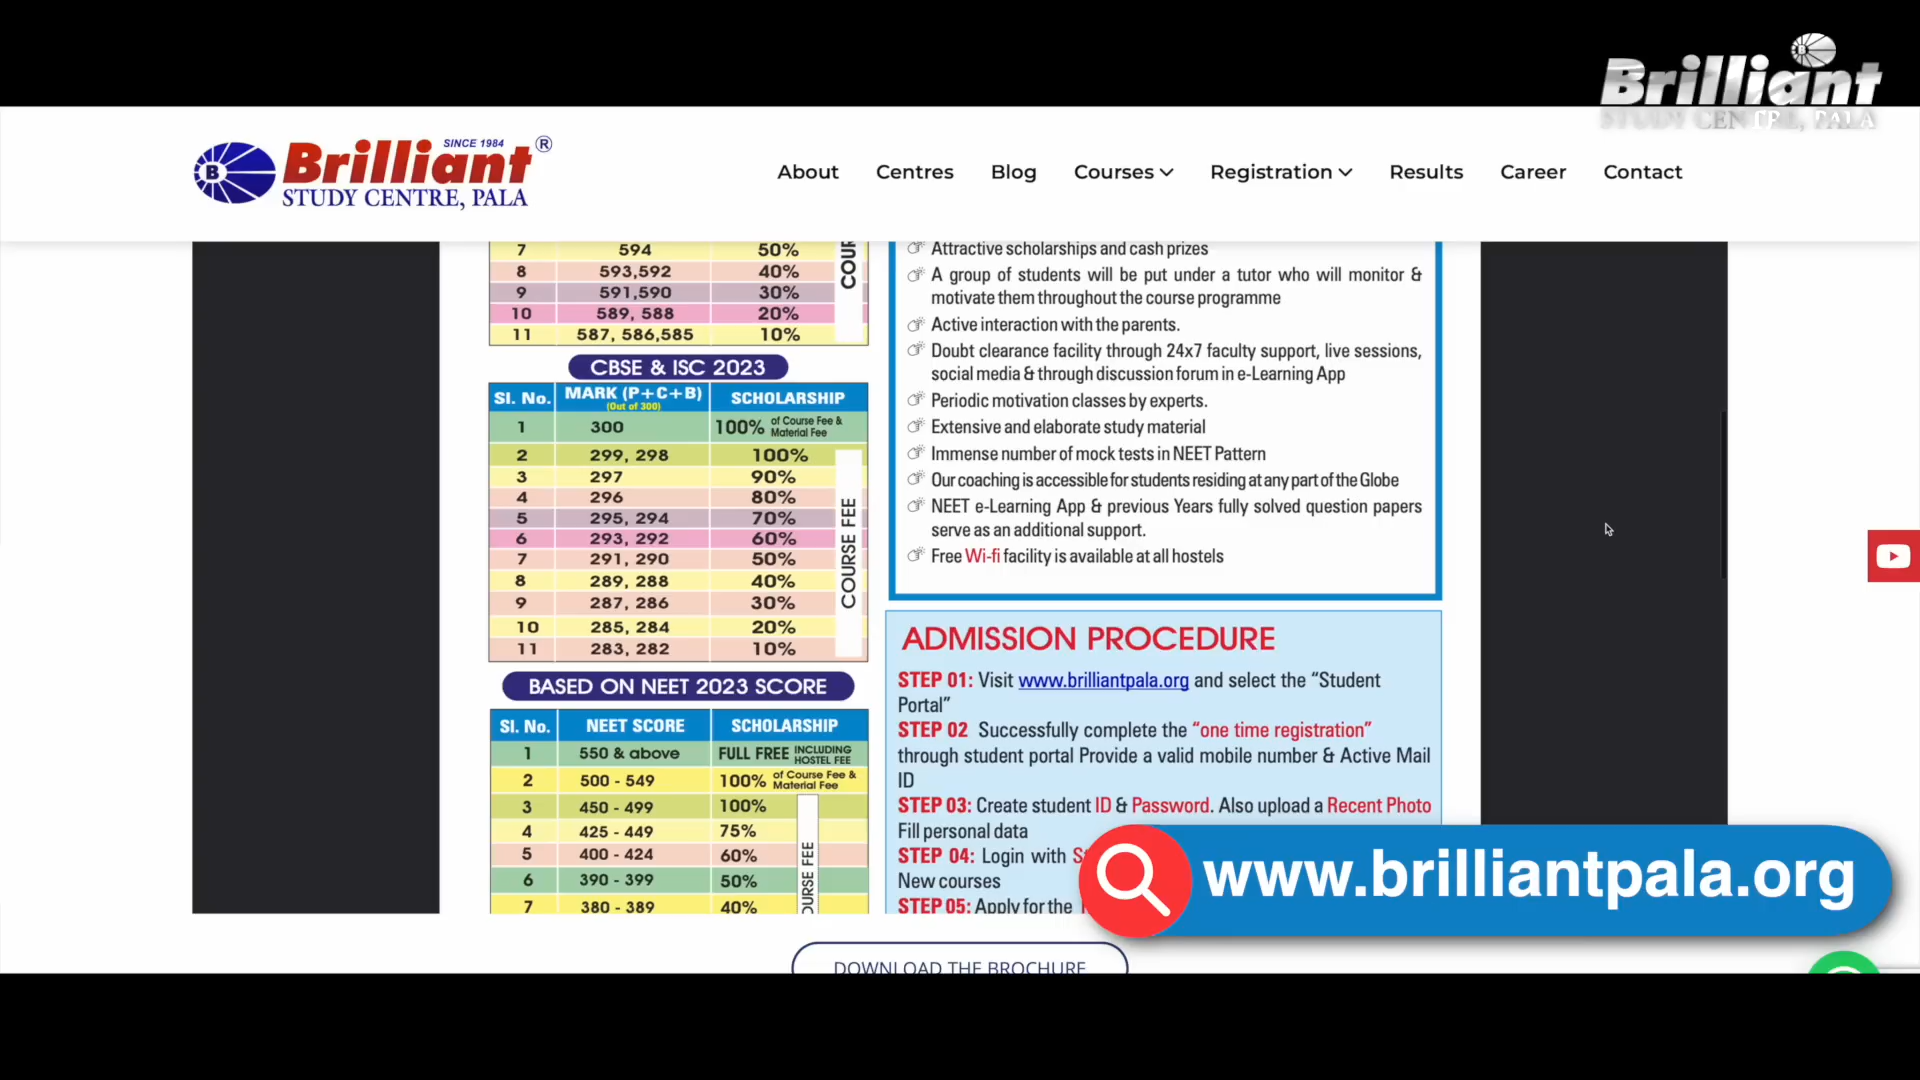 Brilliant
STUDY CENTRE, PALA
SINCE 1984
B
Brilliant ®
STUDY CENTRE, PALA
About Centres Blog Courses Registration Results Career Contact
7 594 50%
8 593,592 40%
9 591,590 30%
10 589, 588 20%
11 587, 586,585 10%
CBSE & ISC 2023
SI. No. MARK (P+C+B) SCHOLARSHIP
(Out of 300)
1 300 100% of Course Fee &
Material Fee
2 299, 298 100%
3 297 90%
4 296 80%
5 295, 294 70%
6 293, 292 60%
7 291, 290 50%
8 289, 288 40%
9 287, 286 30%
10 285, 284 20%
11 283, 282 10%
COURSE FEE
BASED ON NEET 2023 SCORE
SI. No. NEET SCORE SCHOLARSHIP
1 550 & above FULL FREE INCLUDING
HOSTEL FEE
2 500 - 549 100% of Course Fee &
Material Fee
3 450 - 499 100%
4 425 - 449 75%
5 400 - 424 60%
6 390 - 399 50%
7 380 - 389 40%
Attractive scholarships and cash prizes
A group of students will be put under a tutor who will monitor &
motivate them throughout the course programme
Active interaction with the parents.
Doubt clearance facility through 24x7 faculty support, live sessions,
social media & through discussion forum in e-Learning App
Periodic motivation classes by experts.
Extensive and elaborate study material
Immense number of mock tests in NEET Pattern
Our coaching is accessible for students residing at any part of the Globe
NEET e-Learning App & previous Years fully solved question papers
serve as an additional support.
Free Wi-fi facility is available at all hostels
ADMISSION PROCEDURE
STEP 01: Visit www.brilliantpala.org and select the “Student
Portal”
STEP 02 Successfully complete the “one time registration”
through student portal Provide a valid mobile number & Active Mail
ID
STEP 03: Create student ID & Password. Also upload a Recent Photo
Fill personal data
STEP 04: Login with
New courses
STEP 05: Apply for the
www.brilliantpala.org
DOWNLOAD THE BROCHURE